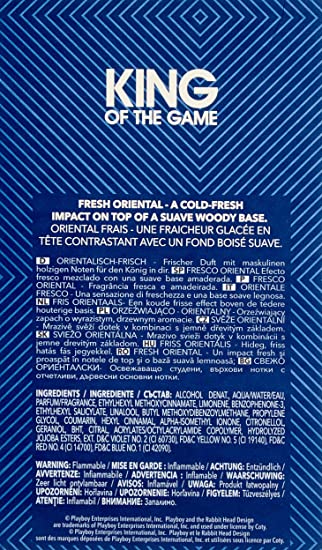 KING
OF THE GAME
FRESH ORIENTAL - A COLD-FRESH
IMPACT ON TOP OF A SUAVE WOODY BASE.
ORIENTAL FRAIS - UNE FRAICHEUR GLACÉE EN
TÊTE CONTRASTANT AVEC UN FOND BOISÉ SUAVE.
D ORIENTALISCH-FRISCH - Frischer Duft mit maskulinen
holzigen Noten für den König in dir. SP FRESCO ORIENTAL Efecto
fresco mezclado con una suave base amaderada. P FRESCO
ORIENTAL - Fragrância fresca e amadeirada. IT ORIENTALE
FRESCO - Una sensazione di freschezza e una base soave legnosa.
NL FRIS ORIENTAALS- Een koude frisse effect boven de tedere
houterige basis. PL ORZEŹWIAJĄCO - ORIENTALNY - Orzeźwiający
zapach o wyrazistym, drzewnym aromacie. CZ SVĚŽE ORIENTÁLNÍ
- Mrazivě svěží dotek v kombinaci s jemně dřevitým základem.
SK SVIEŽO ORIENTÁLNA - Mrazivo svieži dotyk v kombinácii s
jemným drevitým základom. HU FRISS ORIENTÁLIS - Hideg, friss
hatás fás jegyekkel. RO FRESH ORIENTAL - Un impact fresh și
proaspăt în notele de top și o bază suavă lemnoasă; BG СВЕЖО
ОРИЕНТАЛСКИ- Освежаващо студени, върхови нотки с
отчетливи, дървесни основни нотки.
INGREDIENTS / INGRÉDIENTS / СЪСТАВ: ALCOHOL DENAT, AQUA/WATER/EAU,
PARFUM/FRAGRANCE, ETHYLHEXYL METHOXYCINNAMATE, LIMONENE, BENZOPHENONE-3,
ETHYLHEXYL SALICYLATE, LINALOOL, BUTYL METHOXYDIBENZOYLMETHANE, PROPYLENE
GLYCOL, COUMARIN, HEXYL CINNAMAL, ALPHA-ISOMETHYL IONONE, CITRONELLOL,
GERANIOL, BHT, CITRAL, ACRYLATES/OCTYLACRYLAMIDE COPOLYMER, HYDROLYZED
JOJOBA ESTERS, EXT. D&C VIOLET NO. 2 (CI 60730), FD&C YELLOW NO. 5 (CI 19140), FD&C
RED NO. 4 (CI 14700), FD&C BLUE NO. 1 (CI 42090).
WARNING: Flammable / MISE EN GARDE : Inflammable / ACHTUNG: Entzündlich /
ADVERTENCIA: Inflamable / AVVERTENZE: Infiammabile / WAARSCHUWING:
Zeer licht ontvlambaar / AVISOS: Inflamável / UWAGA: Produkt łatwopalny /
UPOZORNĚNÍ: Hořlavina / UPOZORNENIE: Horľavina / FIGYELEM: Tűzveszélyes /
ATENȚIE: Inflamabil / ВНИМАНИЕ: Запалимо.
© Playboy Enterprises International, Inc. Playboy and the Rabbit Head Design
are trademarks of Playboy Enterprises International, Inc. and used under license by Coty.
© Playboy Enterprises International, Inc. Playboy et le Rabbit Head Design
sont des marques déposées de Playboy Enterprises International, Inc. et utilisées sous licence par Coty.